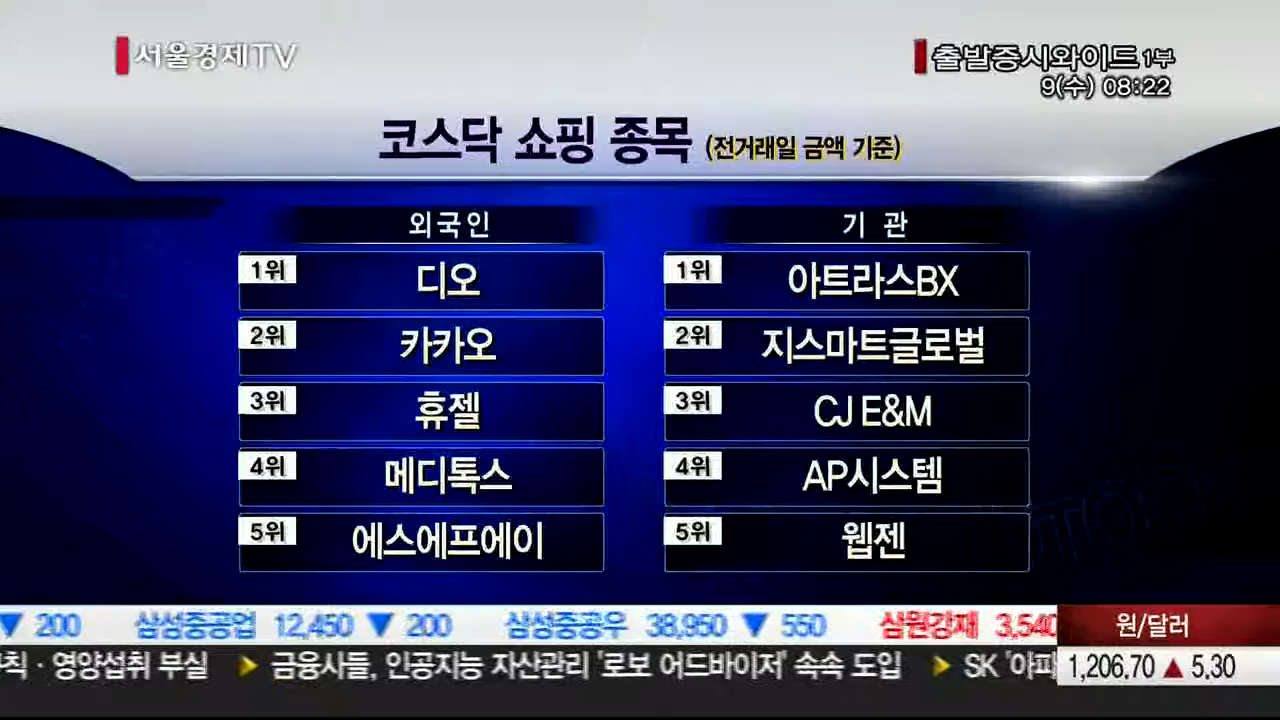 서울경제TV
출발증시와이드 1부
9(수) 08:22
코스닥 쇼핑 종목 (전거래일 금액 기준)
외국인
1위 디오
2위 카카오
3위 휴젤
4위 메디톡스
5위 에스에프에이
기 관
1위 아트라스BX
2위 지스마트글로벌
3위 CJ E&M
4위 AP시스템
5위 웹젠
▼ 200 삼성중공업 12,450 ▼ 200 삼성중공우 38,950 ▼ 550 삼원강재 3,540
원/달러
칙 · 영양섭취 부실 ▶ 금융사들, 인공지능 자산관리 '로보 어드바이저' 속속 도입 ▶ SK '아파
1,206.70 ▲ 5.30